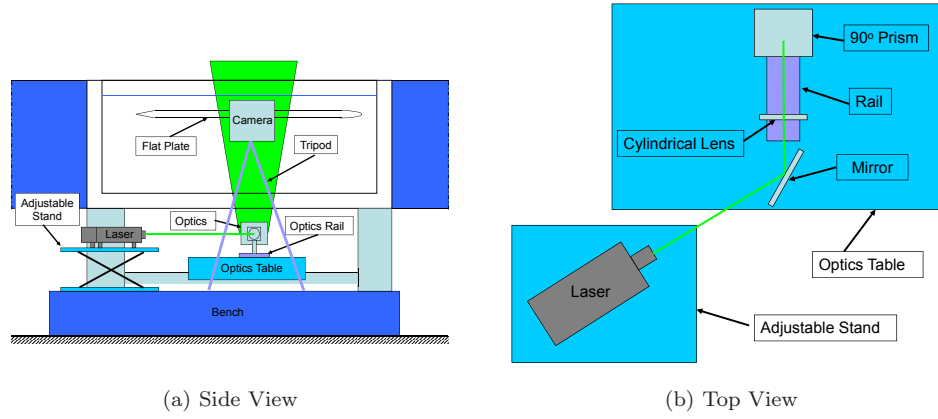 Camera
Flat Plate
Tripod
Adjustable
Stand
Laser
Optics
Optics Rail
Optics Table
Bench
(a) Side View
90º Prism
Rail
Cylindrical Lens
Mirror
Optics Table
Laser
Adjustable Stand
(b) Top View